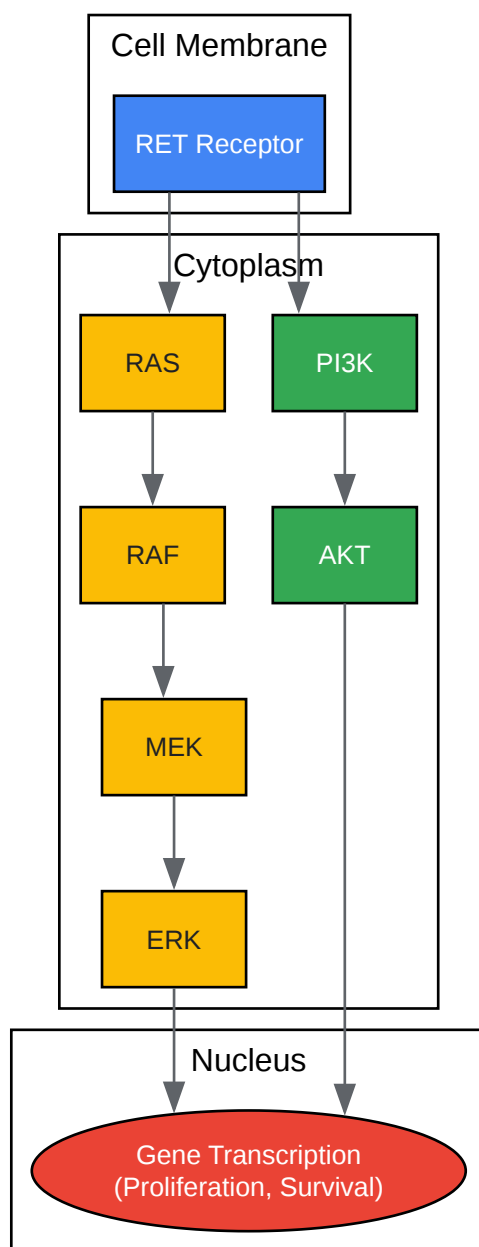 Cell Membrane
RET Receptor
Cytoplasm
RAS
PI3K
RAF
AKT
MEK
ERK
Nucleus
Gene Transcription
(Proliferation, Survival)